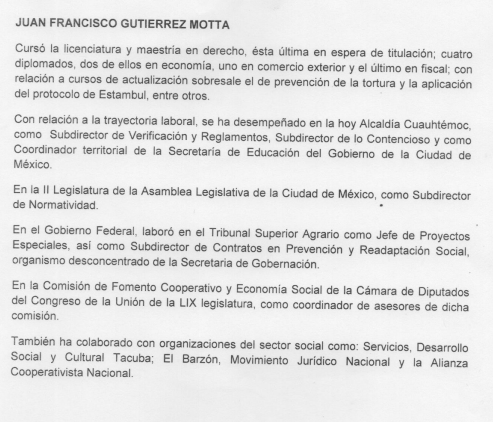 JUAN FRANCISCO GUTIERREZ MOTTA
Cursó la licenciatura y maestría en derecho, ésta última en espera de titulación; cuatro
diplomados, dos de ellos en economía, uno en comercio exterior y el último en fiscal; con
relación a cursos de actualización sobresale el de prevención de la tortura y la aplicación
del protocolo de Estambul, entre otros.
Con relación a la trayectoria laboral, se ha desempeñado en la hoy Alcaldía Cuauhtémoc,
como Subdirector de Verificación y Reglamentos, Subdirector de lo Contencioso y como
Coordinador territorial de la Secretaría de Educación del Gobierno de la Ciudad de
México.
En la II Legislatura de la Asamblea Legislativa de la Ciudad de México, como Subdirector
de Normatividad.
En el Gobierno Federal, laboró en el Tribunal Superior Agrario como Jefe de Proyectos
Especiales, así como Subdirector de Contratos en Prevención y Readaptación Social,
organismo desconcentrado de la Secretaria de Gobernación.
En la Comisión de Fomento Cooperativo y Economía Social de la Cámara de Diputados
del Congreso de la Unión de la LIX legislatura, como coordinador de asesores de dicha
comisión.
También ha colaborado con organizaciones del sector social como: Servicios, Desarrollo
Social y Cultural Tacuba; El Barzón, Movimiento Jurídico Nacional y la Alianza
Cooperativista Nacional.